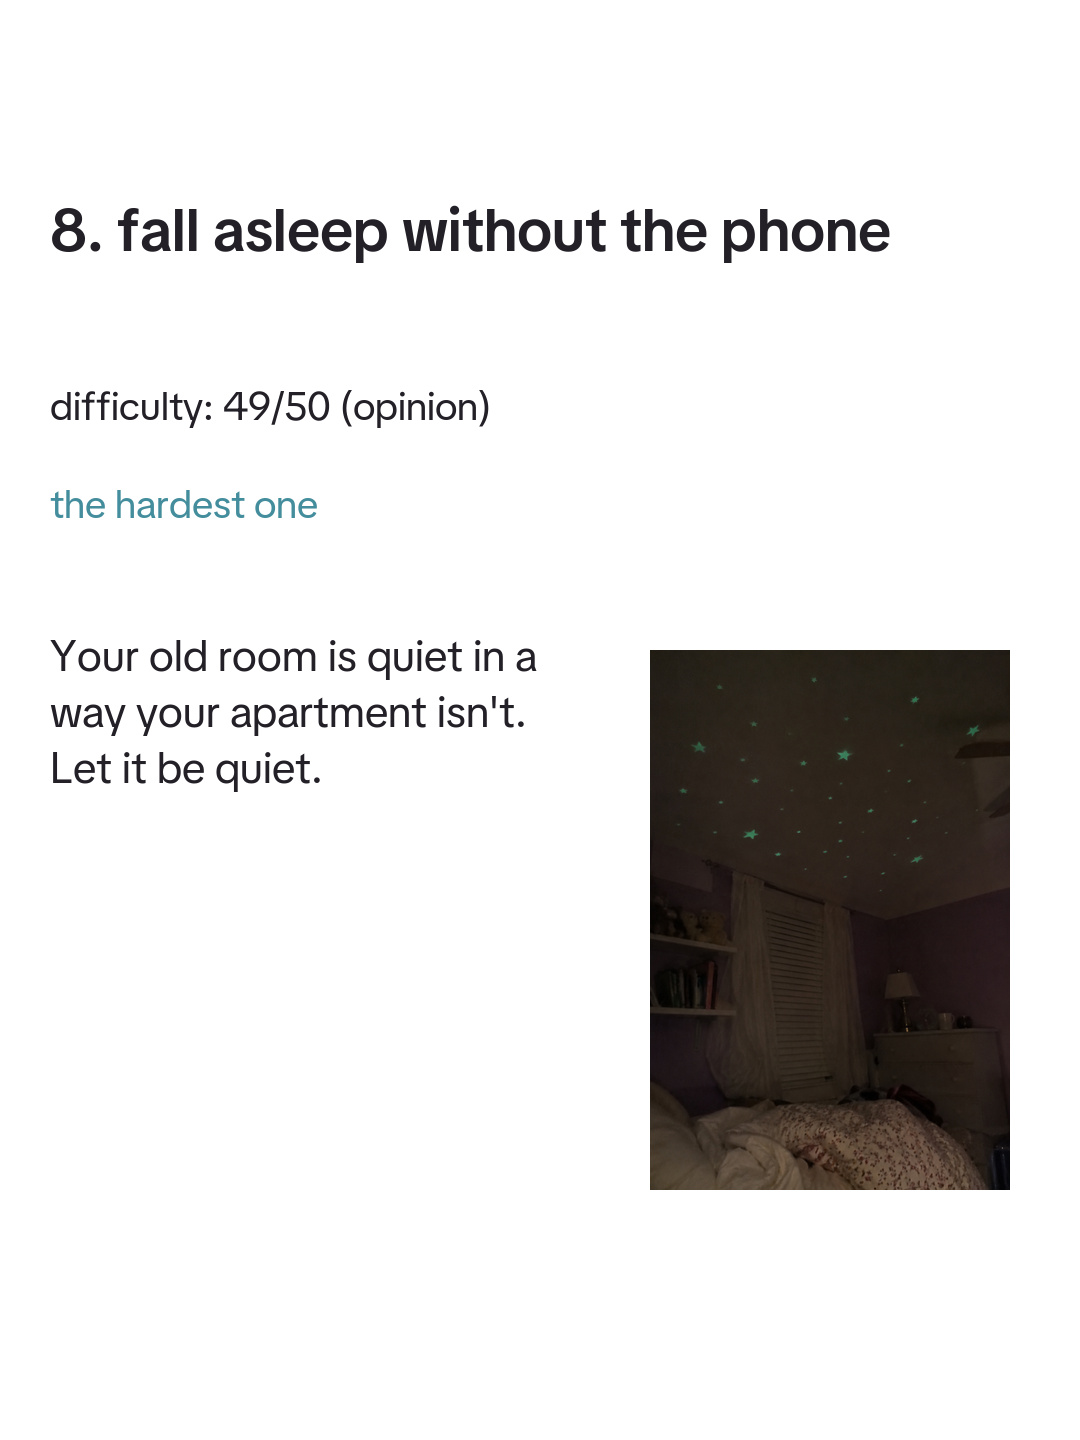 8. fall asleep without the phone
difficulty: 49/50 (opinion)
the hardest one
Your old room is quiet in a
way your apartment isn't.
Let it be quiet.